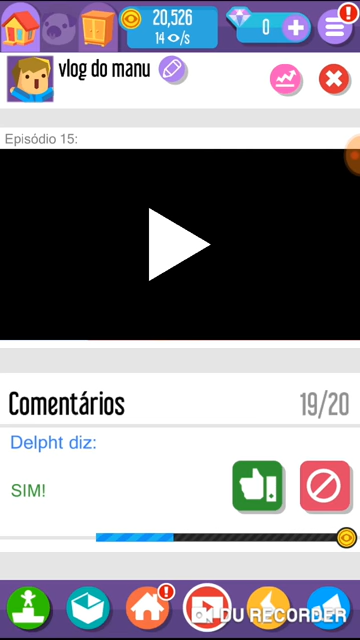 20,526
14 /s
0
!
vlog do manu
Episódio 15:
Comentários 19/20
Delpht diz:
SIM!
!
DU RECORDER